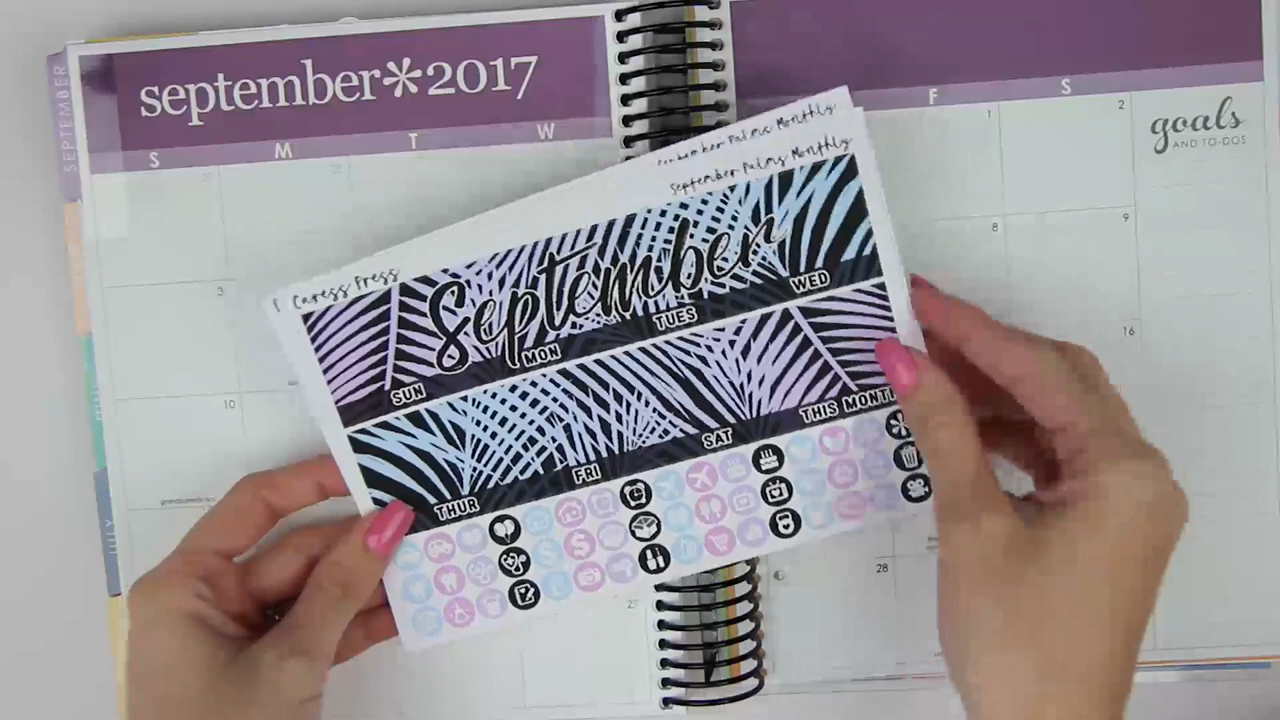 SEPTEMBER
september*2017
S M T W
F S
goals
AND TO-DOS
1 2
3
8 9
10
16
28
September Palms Monthly
September Palms Monthly
Caress Press
September
SUN MON TUES WED
THUR FRI SAT THIS MONTH
JULY